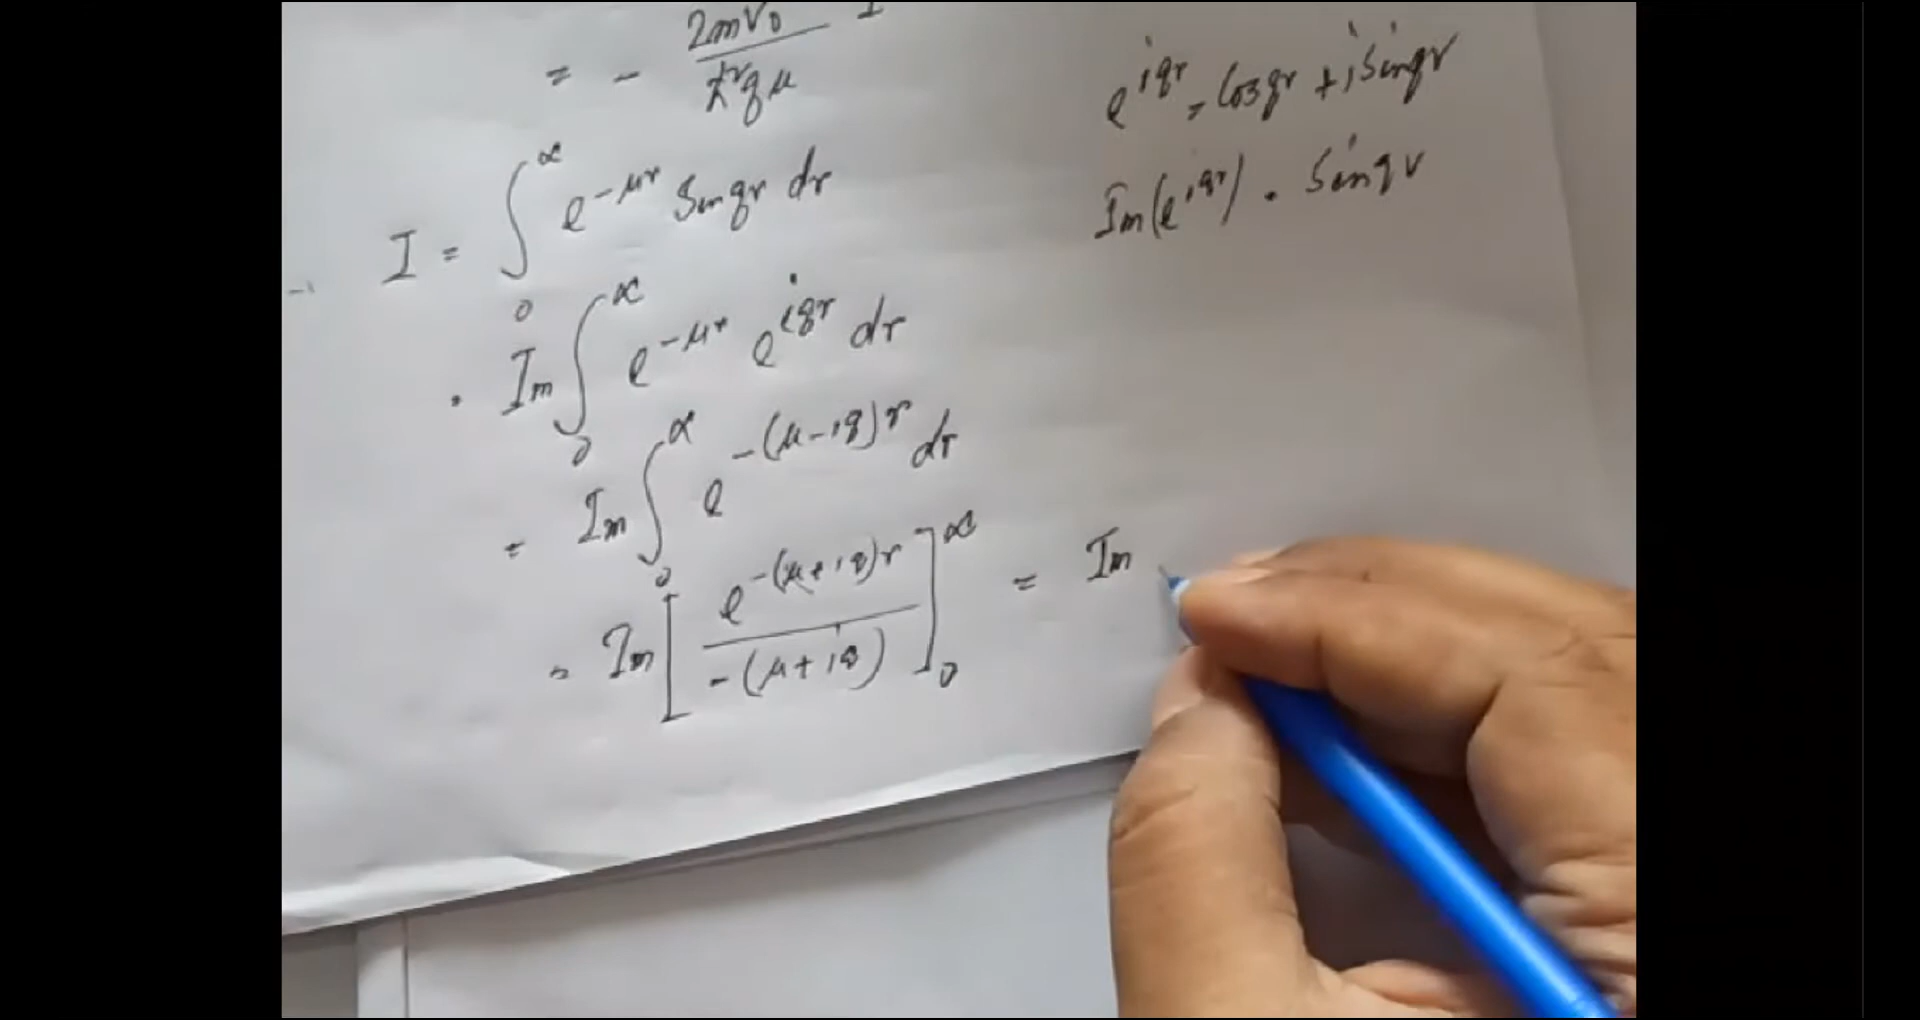 = - 2mV₀ / ħ²qμ I
e^{iqr} = Cosqr + i Sinqr
I = ∫₀^∝ e^{-μr} Sinqr dr
Im(e^{iqr}) = Sinqr
= Im ∫₀^∝ e^{-μr} e^{iqr} dr
= Im ∫₀^∝ e^{-(μ-iq)r} dr
= Im [ e^{-(μ+iq)r} / -(μ+iq) ]₀^∝ = Im